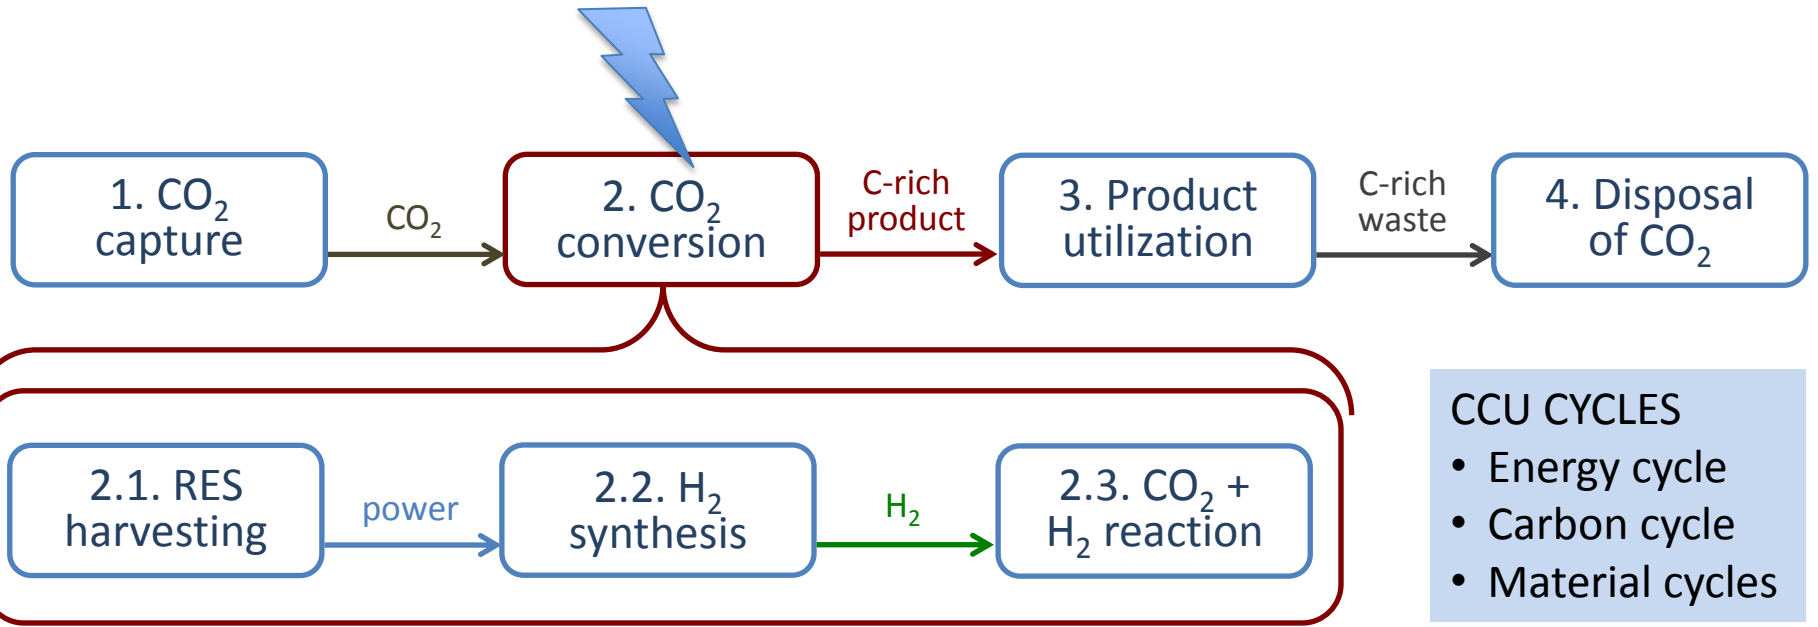 1. CO₂
capture
CO₂
2. CO₂
conversion
C-rich
product
3. Product
utilization
C-rich
waste
4. Disposal
of CO₂
2.1. RES
harvesting
power
2.2. H₂
synthesis
H₂
2.3. CO₂ +
H₂ reaction
CCU CYCLES
• Energy cycle
• Carbon cycle
• Material cycles